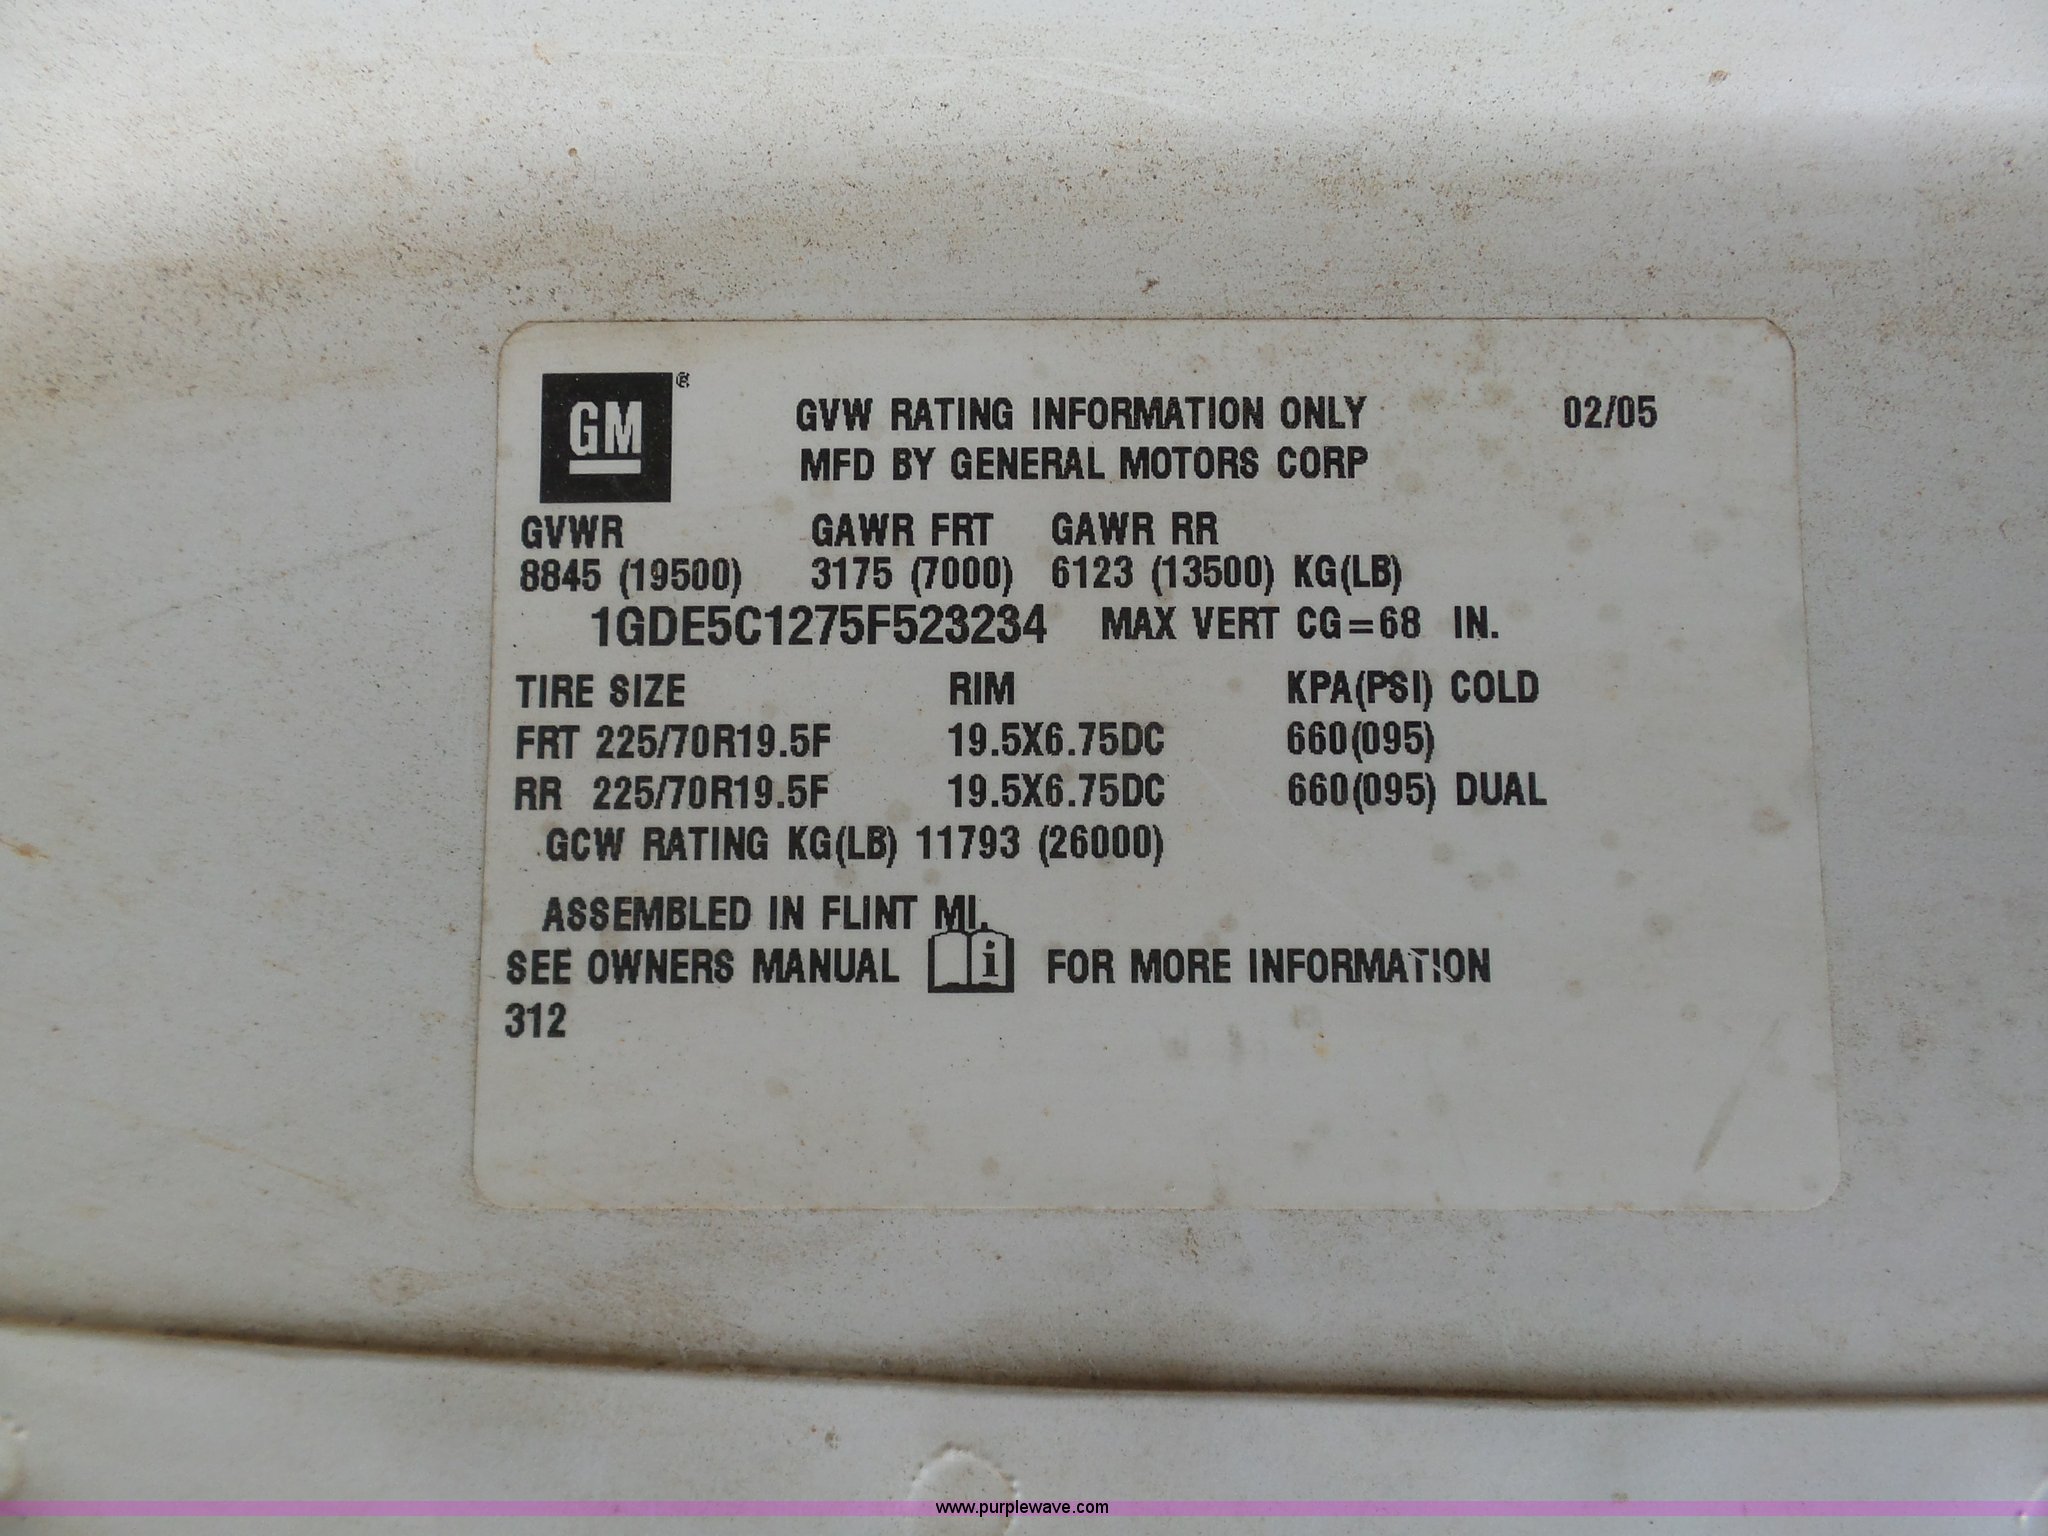 GM ®
GVW RATING INFORMATION ONLY 02/05
MFD BY GENERAL MOTORS CORP
GVWR GAWR FRT GAWR RR
8845 (19500) 3175 (7000) 6123 (13500) KG(LB)
1GDE5C1275F523234 MAX VERT CG=68 IN.
TIRE SIZE RIM KPA(PSI) COLD
FRT 225/70R19.5F 19.5X6.75DC 660(095)
RR 225/70R19.5F 19.5X6.75DC 660(095) DUAL
GCW RATING KG(LB) 11793 (26000)
ASSEMBLED IN FLINT MI.
SEE OWNERS MANUAL i FOR MORE INFORMATION
312
www.purplewave.com